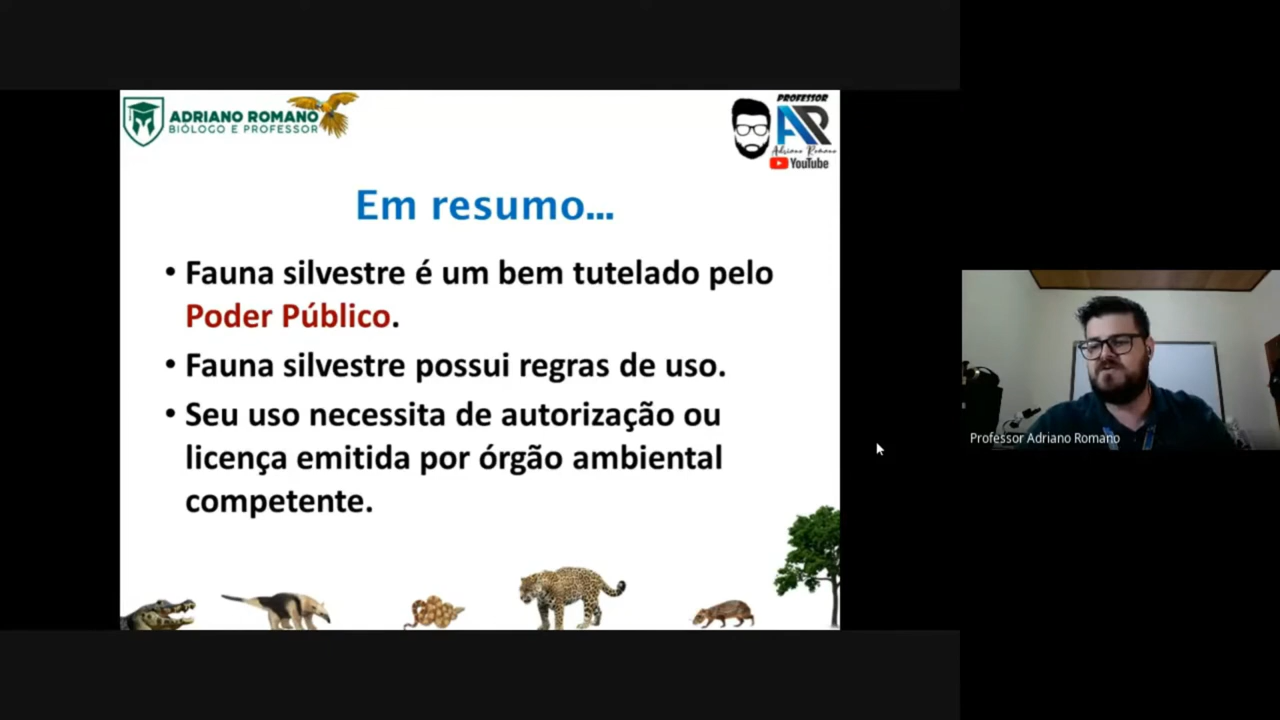 ADRIANO ROMANO
BIÓLOGO E PROFESSOR
PROFESSOR
AR
Adriano Romano
YouTube
Em resumo...
• Fauna silvestre é um bem tutelado pelo
Poder Público.
• Fauna silvestre possui regras de uso.
• Seu uso necessita de autorização ou
licença emitida por órgão ambiental
competente.
Professor Adriano Romano